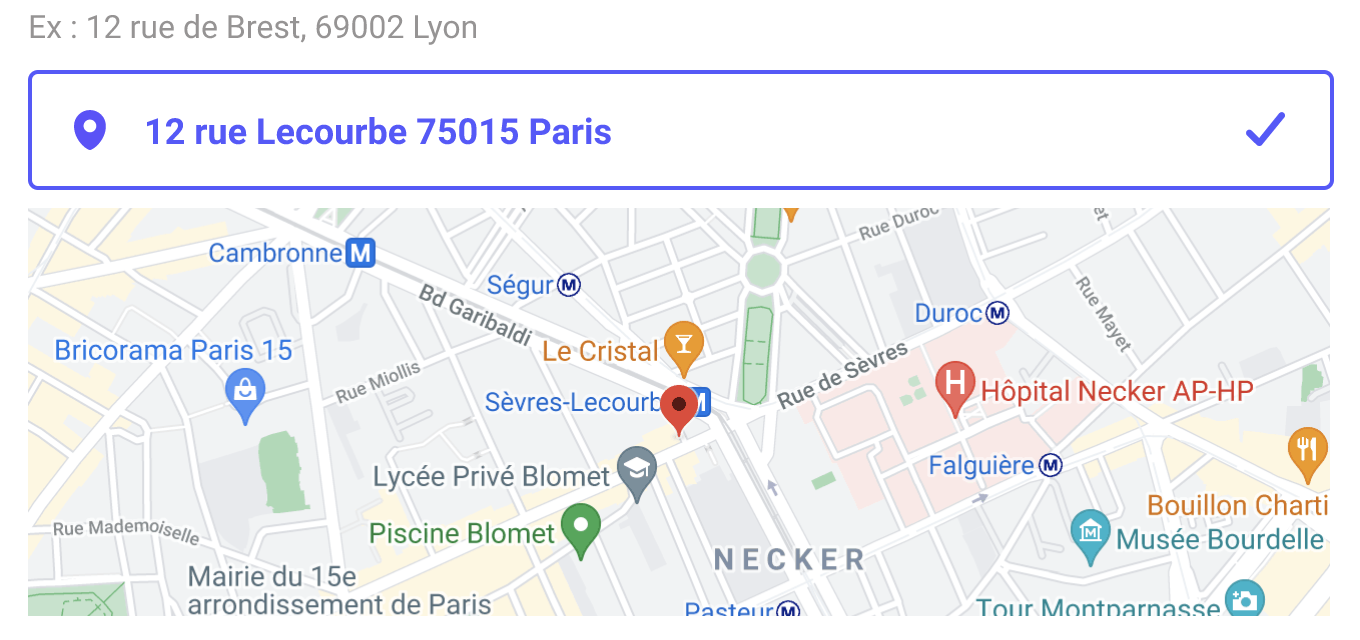 Ex : 12 rue de Brest, 69002 Lyon
12 rue Lecourbe 75015 Paris
Rue Duroc
Cambronne M
Ségur M
Bd Garibaldi
Duroc M
Rue Mayet
Bricorama Paris 15
Le Cristal
Rue Miollis
Rue de Sèvres
H Hôpital Necker AP-HP
Sèvres-Lecourb
Lycée Privé Blomet
Falguière M
Bouillon Charti
Rue Mademoiselle
Piscine Blomet
Musée Bourdelle
NECKER
Mairie du 15e
arrondissement de Paris
Pasteur M
Tour Montparnasse